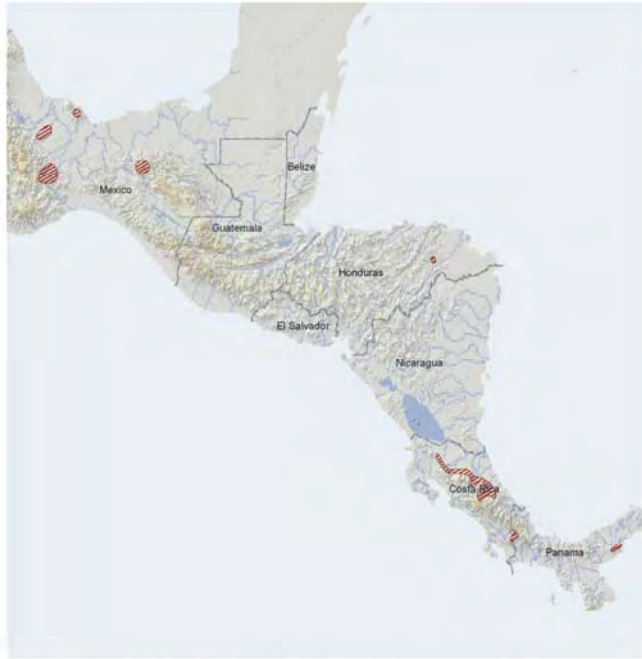 Belize
Mexico
Guatemala
Honduras
El Salvador
Nicaragua
Costa Rica
Panama